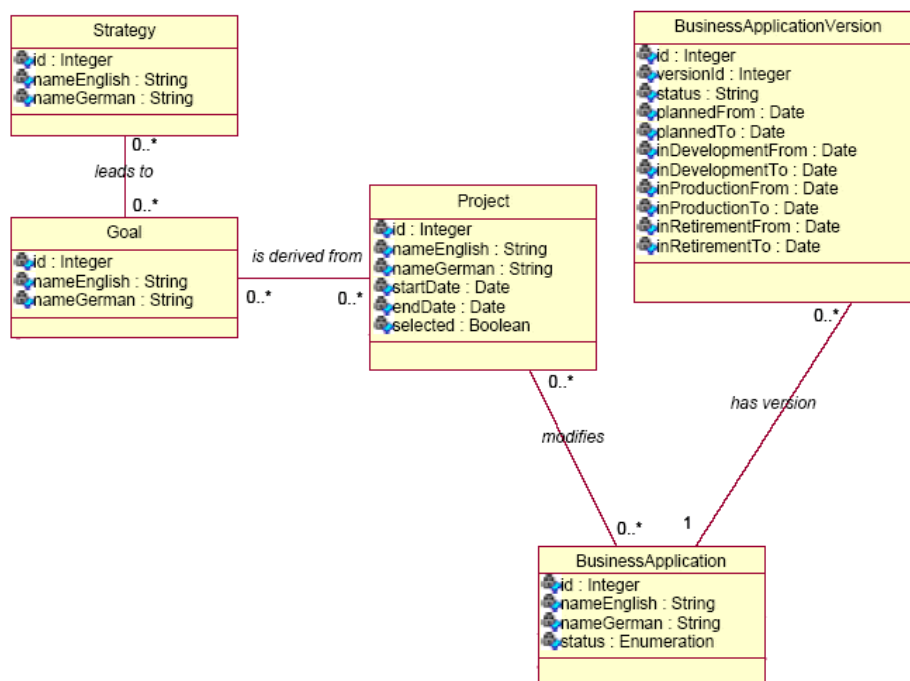 Strategy
id : Integer
nameEnglish : String
nameGerman : String
0..*
leads to
0..*
Goal
id : Integer
nameEnglish : String
nameGerman : String
is derived from
0..*
0..*
Project
id : Integer
nameEnglish : String
nameGerman : String
startDate : Date
endDate : Date
selected : Boolean
0..*
modifies
0..*
BusinessApplicationVersion
id : Integer
versionId : Integer
status : String
plannedFrom : Date
plannedTo : Date
inDevelopmentFrom : Date
inDevelopmentTo : Date
inProductionFrom : Date
inProductionTo : Date
inRetirementFrom : Date
inRetirementTo : Date
0..*
has version
1
BusinessApplication
id : Integer
nameEnglish : String
nameGerman : String
status : Enumeration